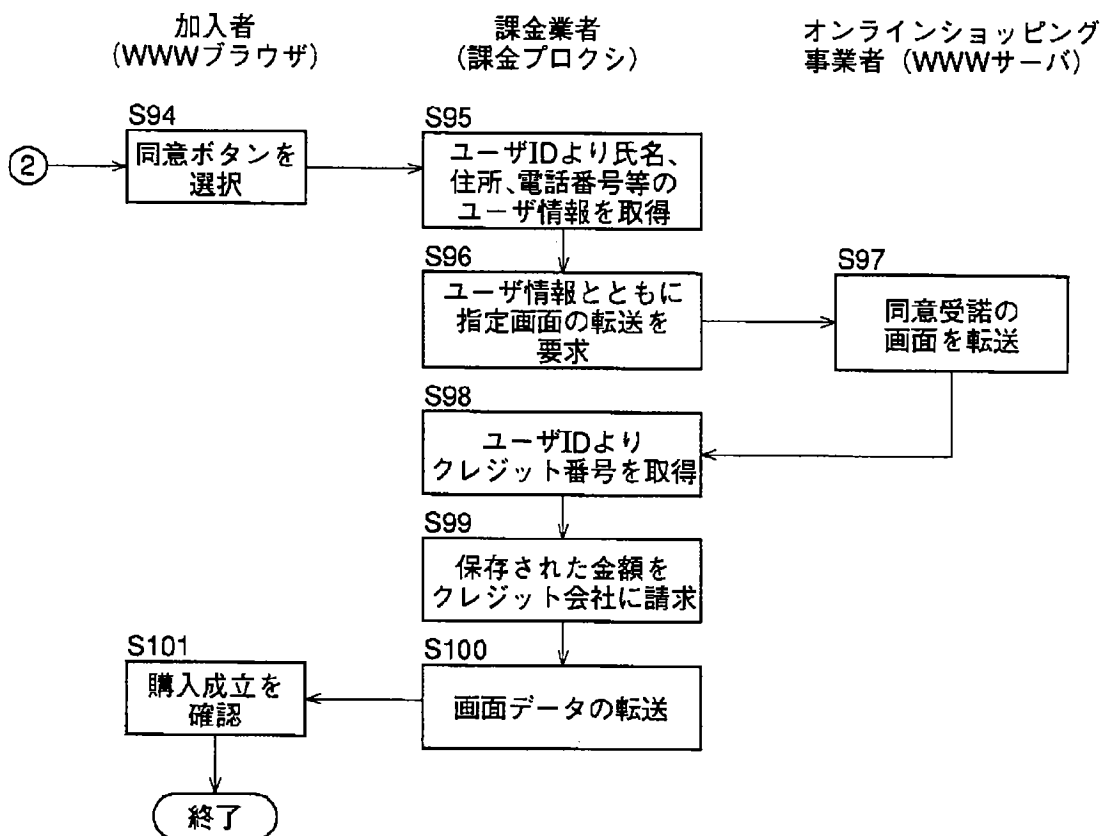 加入者
(WWWブラウザ)
課金業者
(課金プロクシ)
オンラインショッピング
事業者 (WWWサーバ)
②
S94
同意ボタンを
選択
S95
ユーザIDより氏名、
住所、電話番号等の
ユーザ情報を取得
S96
ユーザ情報とともに
指定画面の転送を
要求
S97
同意受諾の
画面を転送
S98
ユーザIDより
クレジット番号を取得
S99
保存された金額を
クレジット会社に請求
S100
画面データの転送
S101
購入成立を
確認
終了